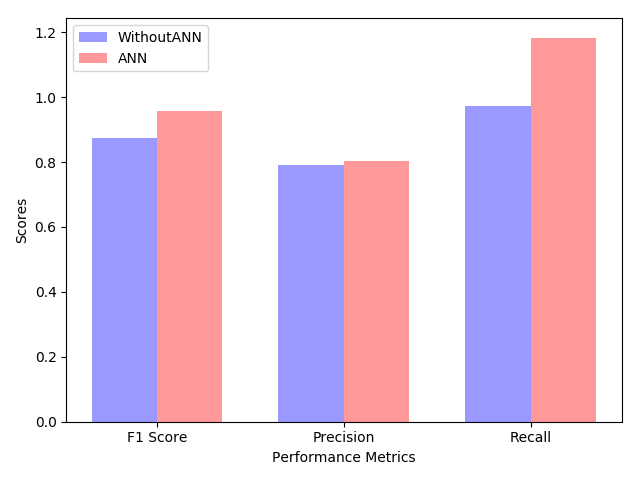 WithoutANN
ANN
1.2
1.0
0.8
0.6
0.4
0.2
0.0
Scores
F1 Score Precision Recall
Performance Metrics